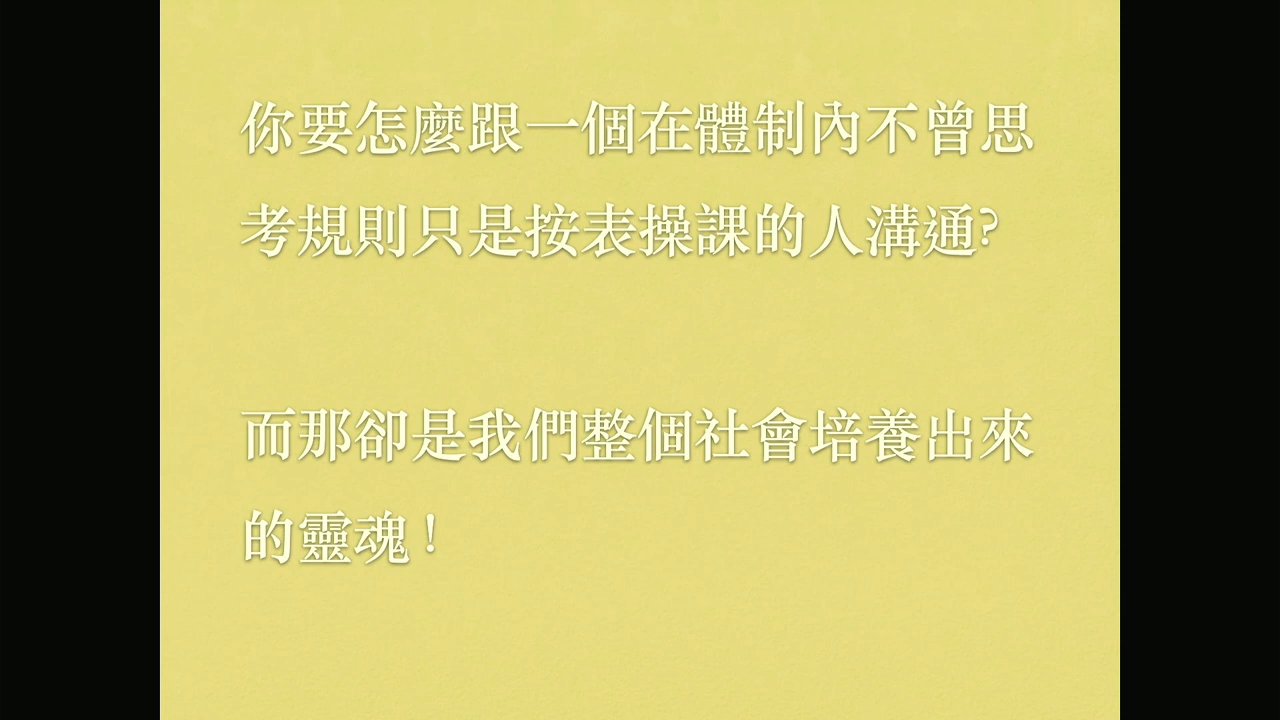 你要怎麼跟一個在體制內不曾思
考規則只是按表操課的人溝通?
而那卻是我們整個社會培養出來
的靈魂!